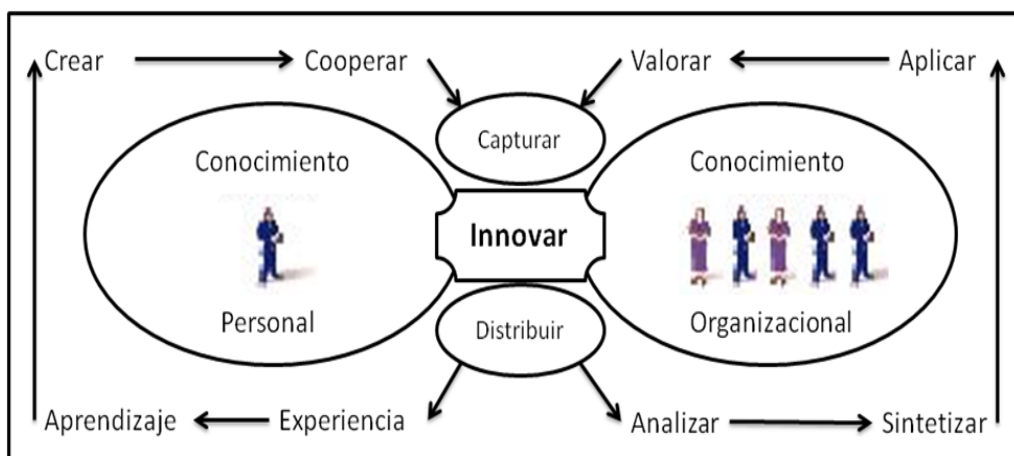 Crear Cooperar Valorar Aplicar
Capturar
Conocimiento Conocimiento
Innovar
Personal Organizacional
Distribuir
Aprendizaje Experiencia Analizar Sintetizar